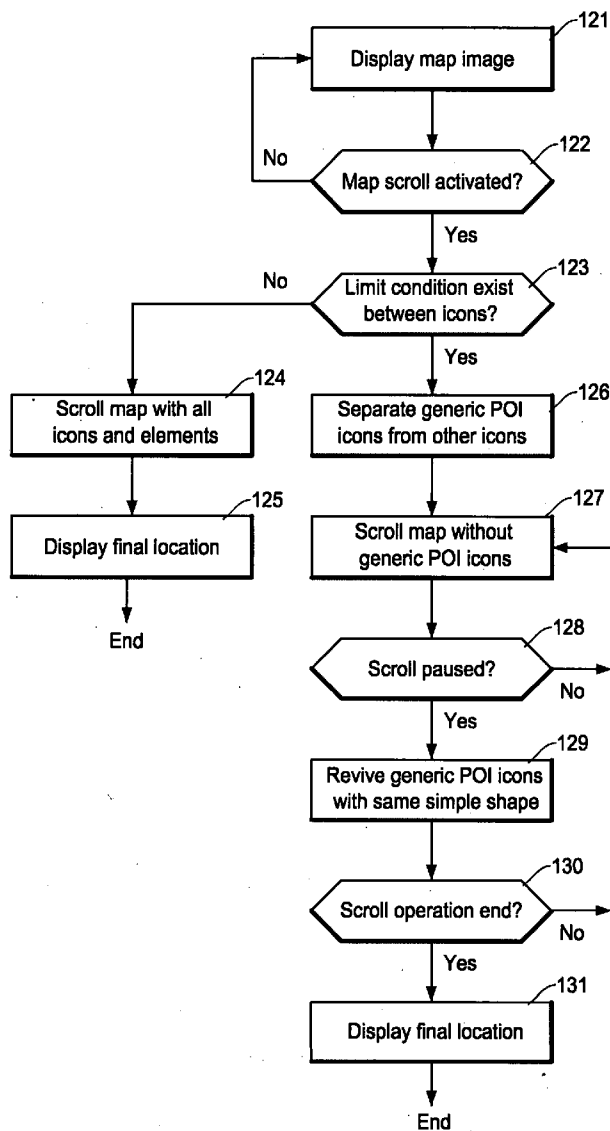 121
Display map image
No
122
Map scroll activated?
Yes
No
123
Limit condition exist
between icons?
Yes
124
Scroll map with all
icons and elements
126
Separate generic POI
icons from other icons
125
Display final location
End
127
Scroll map without
generic POI icons
128
Scroll paused?
No
Yes
129
Revive generic POI icons
with same simple shape
130
Scroll operation end?
No
Yes
131
Display final location
End